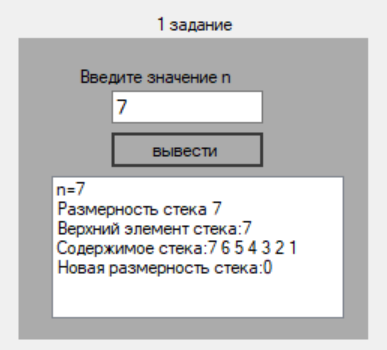 1 задание
Введите значение n
7
вывести
n=7
Размерность стека 7
Верхний элемент стека:7
Содержимое стека:7 6 5 4 3 2 1
Новая размерность стека:0